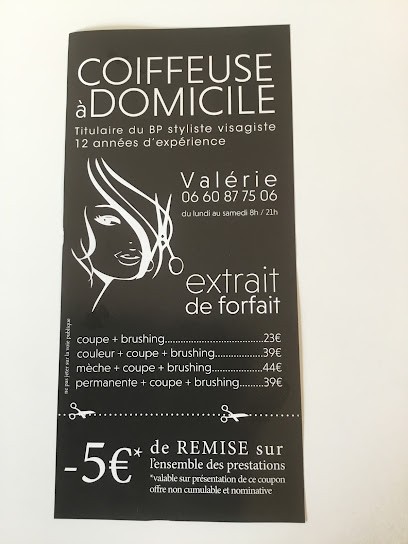 COIFFEUSE
à DOMICILE
Titulaire du BP styliste visagiste
12 années d'expérience
Valérie
06 60 87 75 06
du lundi au samedi 8h / 21h
extrait
de forfait
ne pas jeter sur la voie publique
coupe + brushing..........................23€
couleur + coupe + brushing.............39€
mèche + coupe + brushing.............44€
permanente + coupe + brushing........39€
-5€* de REMISE sur
l'ensemble des prestations
*valable sur présentation de ce coupon
offre non cumulable et nominative